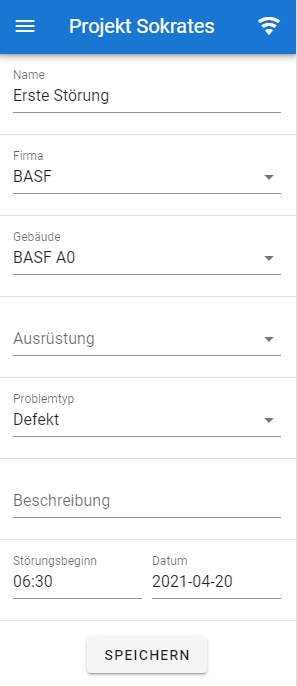 Projekt Sokrates
Name
Erste Störung
Firma
BASF
Gebäude
BASF A0
Ausrüstung
Problemtyp
Defekt
Beschreibung
Störungsbeginn Datum
06:30 2021-04-20
SPEICHERN